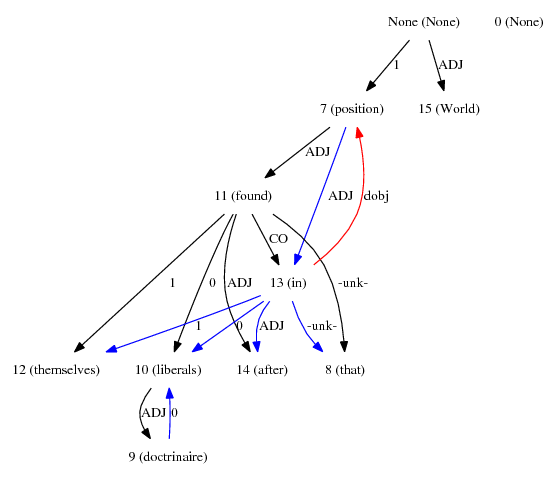 None (None) 0 (None)
1 ADJ
7 (position) 15 (World)
ADJ
11 (found) ADJ dobj
CO
1 0 ADJ 13 (in) -unk-
1 0 ADJ -unk-
12 (themselves) 10 (liberals) 14 (after) 8 (that)
ADJ 0
9 (doctrinaire)